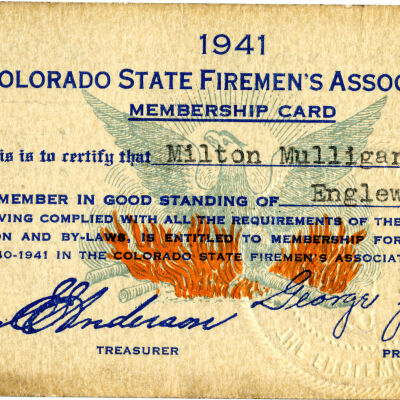 1941
OLORADO STATE FIREMEN'S ASSOC
MEMBERSHIP CARD
is is to certify that Milton Mulligan
MEMBER IN GOOD STANDING OF Englew
VING COMPLIED WITH ALL THE REQUIREMENTS OF THE
ON AND BY-LAWS, IS ENTITLED TO MEMBERSHIP FOR
40-1941 IN THE COLORADO STATE FIREMEN'S ASSOCIAT
Anderson George
TREASURER PR